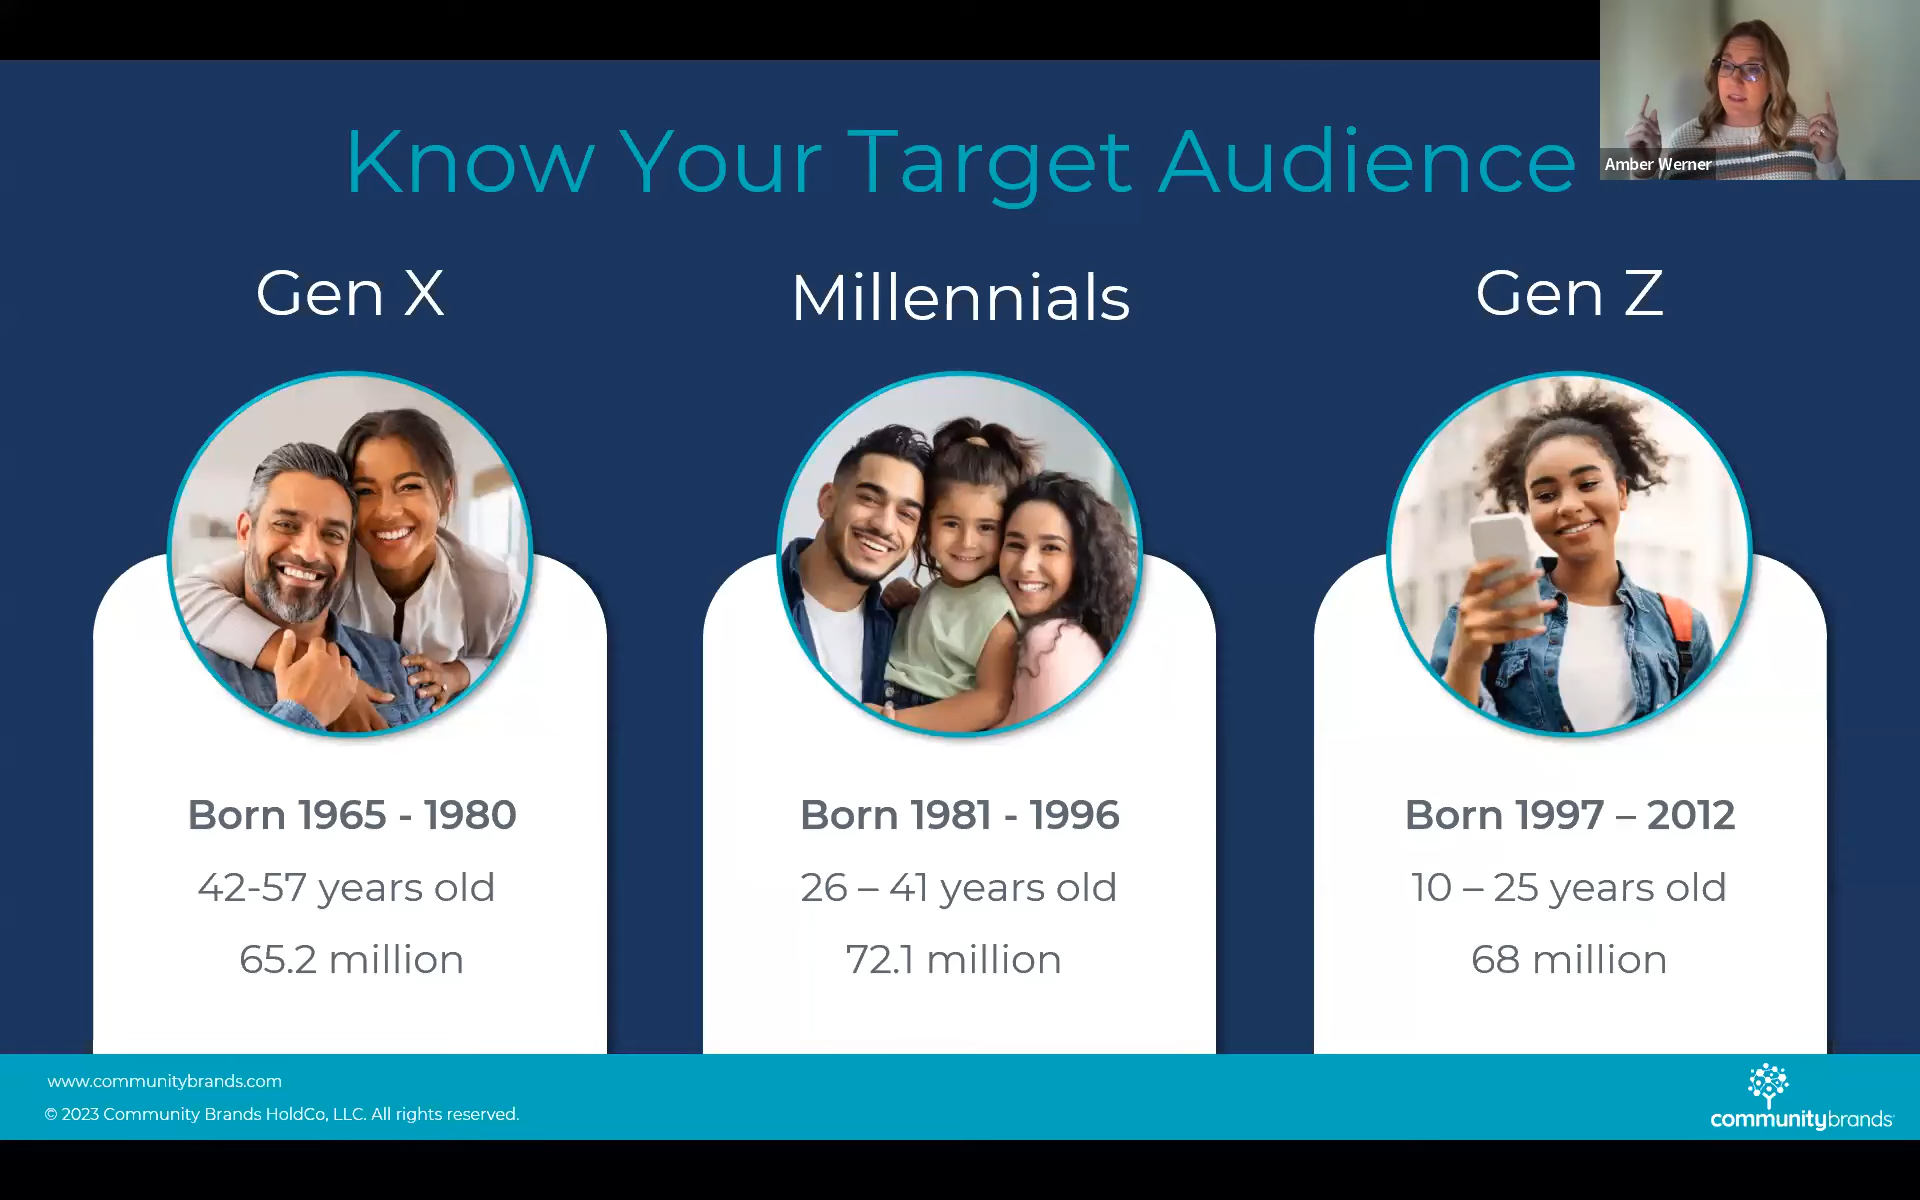 Know Your Target Audience
Amber Werner
Gen X
Millennials
Gen Z
Born 1965 - 1980
42-57 years old
65.2 million
Born 1981 - 1996
26 – 41 years old
72.1 million
Born 1997 – 2012
10 – 25 years old
68 million
www.communitybrands.com
© 2023 Community Brands HoldCo, LLC. All rights reserved.
communitybrands